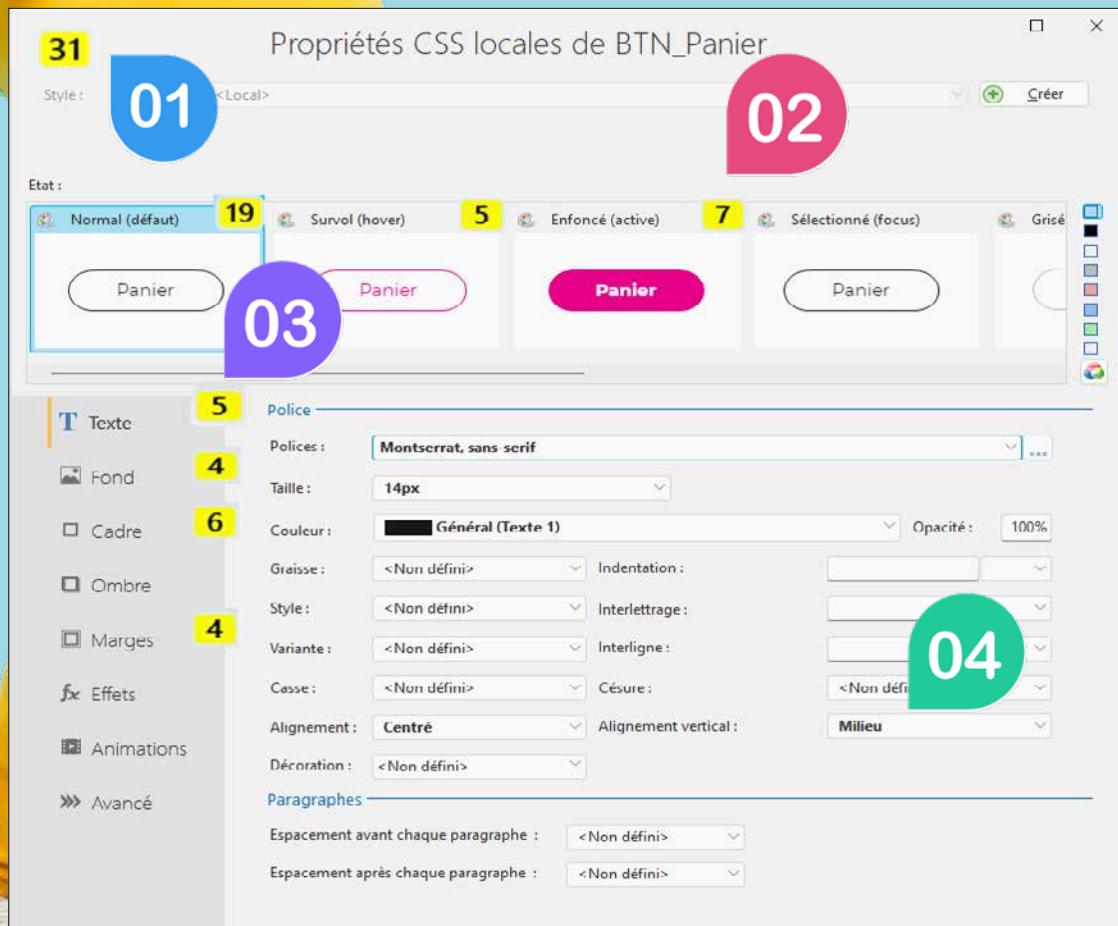 31
Propriétés CSS locales de BTN_Panier
Style :
01
<Local>
02
Créer
Etat :
Normal (défaut)
19
Survol (hover)
5
Enfoncé (active)
7
Sélectionné (focus)
Grisé
Panier
Panier
Panier
Panier
03
T Texte
5
Police
Polices :
Montserrat, sans-serif
...
Fond
4
Taille :
14px
Cadre
6
Couleur :
Général (Texte 1)
Opacité :
100%
Graisse :
<Non défini>
Indentation :
Ombre
Style :
<Non défini>
Interlettrage :
Marges
4
Variante :
<Non défini>
Interligne :
04
fx Effets
Casse :
<Non défini>
Césure :
<Non défi
Alignement :
Centré
Alignement vertical :
Milieu
Animations
Décoration :
<Non défini>
Avancé
Paragraphes
Espacement avant chaque paragraphe :
<Non défini>
Espacement après chaque paragraphe :
<Non défini>